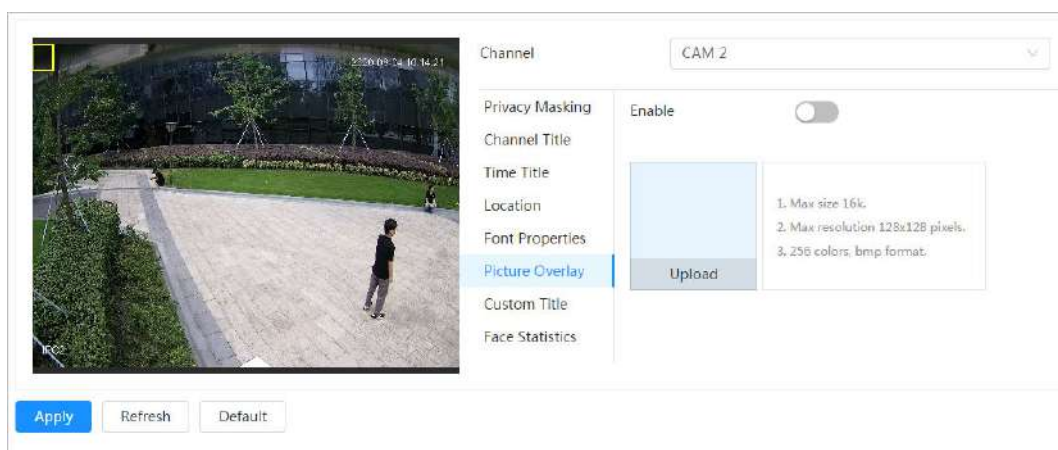 2020-09-04 10:14:21
IPC2
Channel
CAM 2
Privacy Masking
Channel Title
Time Title
Location
Font Properties
Picture Overlay
Custom Title
Face Statistics
Enable
Upload
1. Max size 16k.
2. Max resolution 128x128 pixels.
3. 256 colors, bmp format.
Apply
Refresh
Default